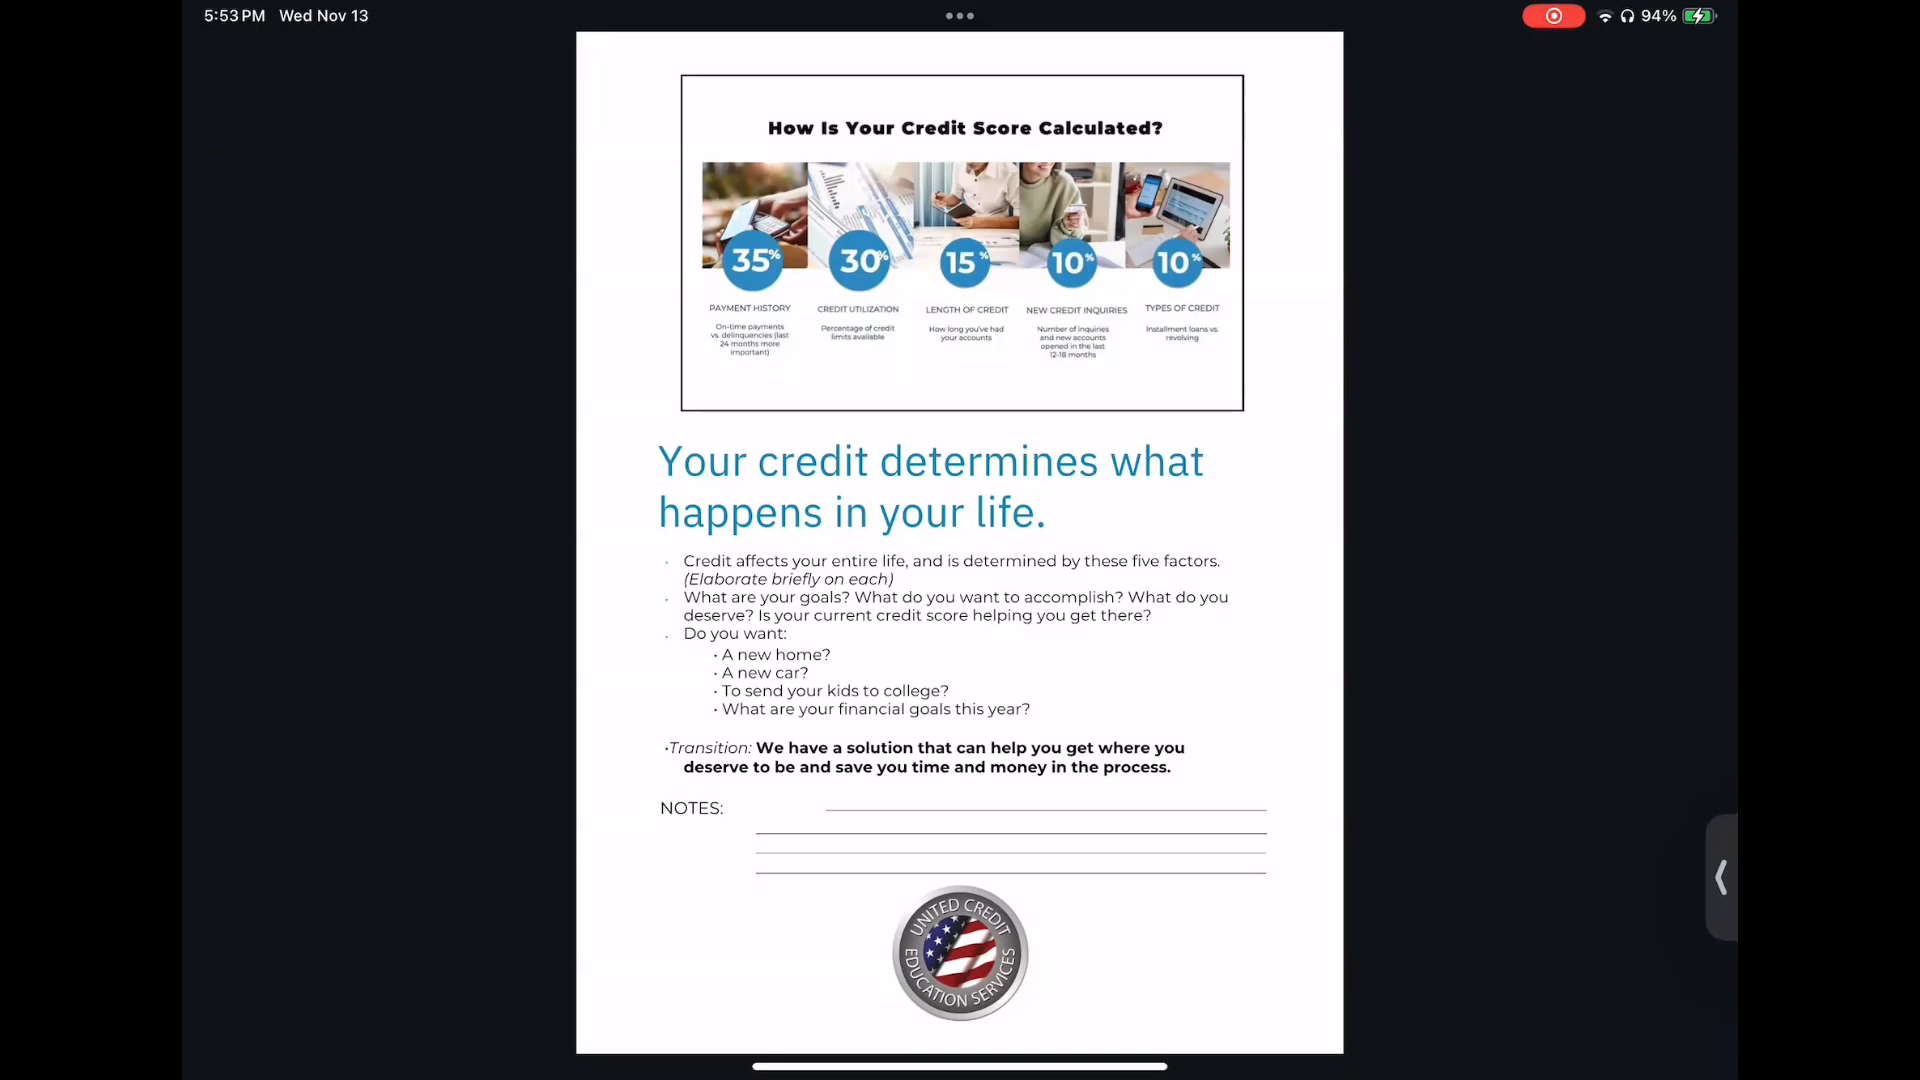 5:53 PM Wed Nov 13
94%
How Is Your Credit Score Calculated?
35% 30% 15% 10% 10%
PAYMENT HISTORY CREDIT UTILIZATION LENGTH OF CREDIT NEW CREDIT INQUIRIES TYPES OF CREDIT
On-time payments
vs. delinquencies (last
24 months more
important)
Percentage of credit
limits available
How long you've had
your accounts
Number of inquiries
and new accounts
opened in the last
12-18 months
Installment loans vs.
revolving
Your credit determines what
happens in your life.
· Credit affects your entire life, and is determined by these five factors.
(Elaborate briefly on each)
· What are your goals? What do you want to accomplish? What do you
deserve? Is your current credit score helping you get there?
· Do you want:
· A new home?
· A new car?
· To send your kids to college?
· What are your financial goals this year?
·Transition: We have a solution that can help you get where you
deserve to be and save you time and money in the process.
NOTES:
UNITED CREDIT
EDUCATION SERVICES